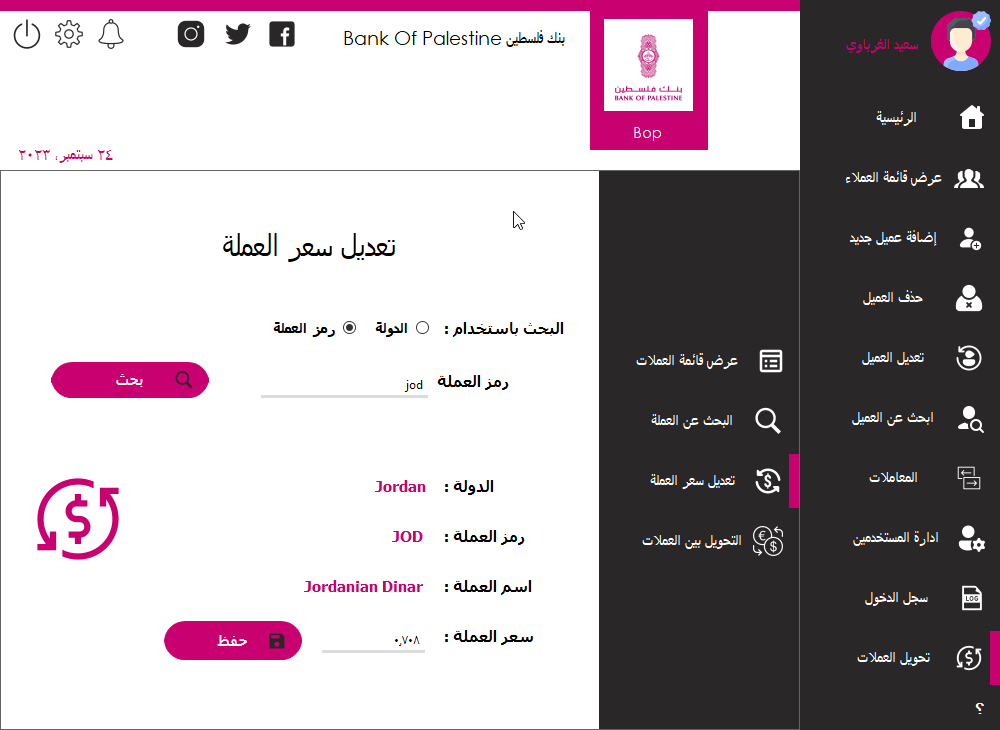 سعيد الغرباوي
الرئيسية
عرض قائمة العملاء
إضافة عميل جديد
حذف العميل
تعديل العميل
ابحث عن العميل
المعاملات
ادارة المستخدمين
LOG
سجل الدخول
تحويل العملات
؟
بنك فلسطين
BANK OF PALESTINE
Bop
Bank Of Palestine بنك فلسطين
٢٤ سبتمبر، ٢٠٢٣
عرض قائمة العملات
البحث عن العملة
تعديل سعر العملة
التحويل بين العملات
تعديل سعر العملة
البحث باستخدام : الدولة رمز العملة
رمز العملة jod بحث
الدولة : Jordan
رمز العملة : JOD
اسم العملة : Jordanian Dinar
سعر العملة : ٠٫٧٠٨ حفظ